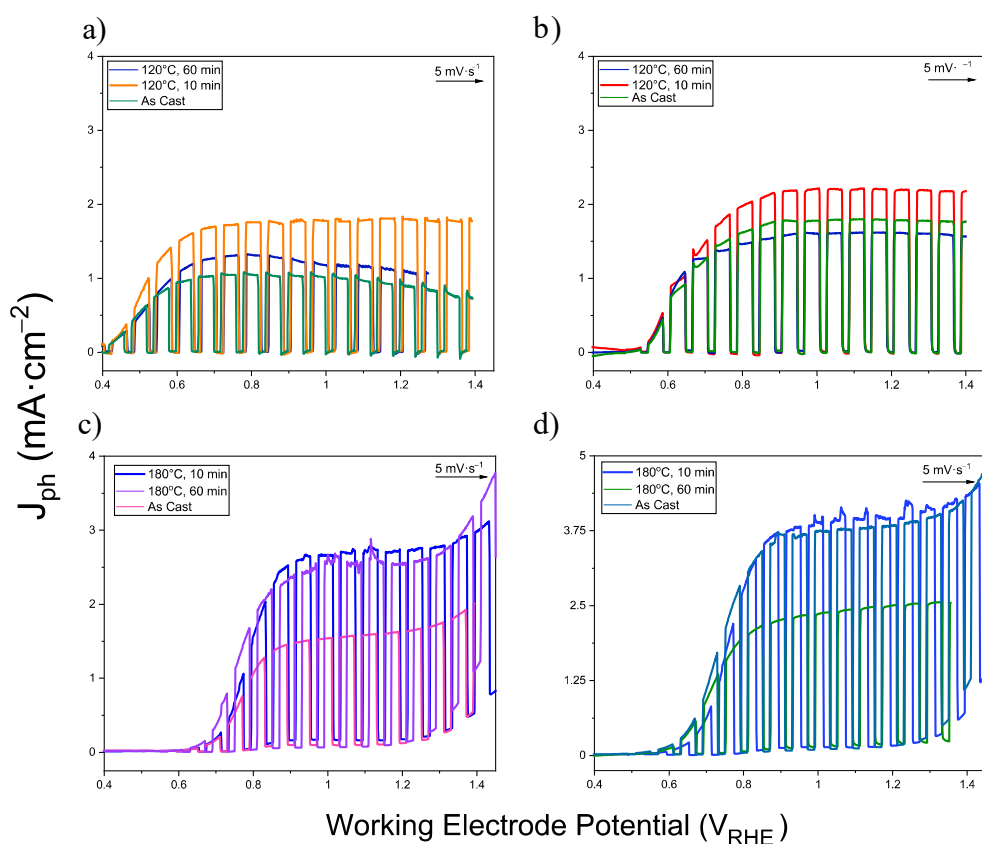 a)
4
3
2
1
0
120°C, 60 min
120°C, 10 min
As Cast
5 mV·s⁻¹
0.4 0.6 0.8 1 1.2 1.4
b)
4
3
2
1
0
120°C, 60 min
120°C, 10 min
As Cast
5 mV· ⁻¹
0.4 0.6 0.8 1 1.2 1.4
c)
4
3
2
1
0
180°C, 10 min
180°C, 60 min
As Cast
5 mV·s⁻¹
0.4 0.6 0.8 1 1.2 1.4
d)
5
3.75
2.5
1.25
0
180°C, 10 min
180°C, 60 min
As Cast
5 mV·s⁻¹
0.4 0.6 0.8 1 1.2 1.4
J_ph (mA·cm⁻²)
Working Electrode Potential (V_RHE)